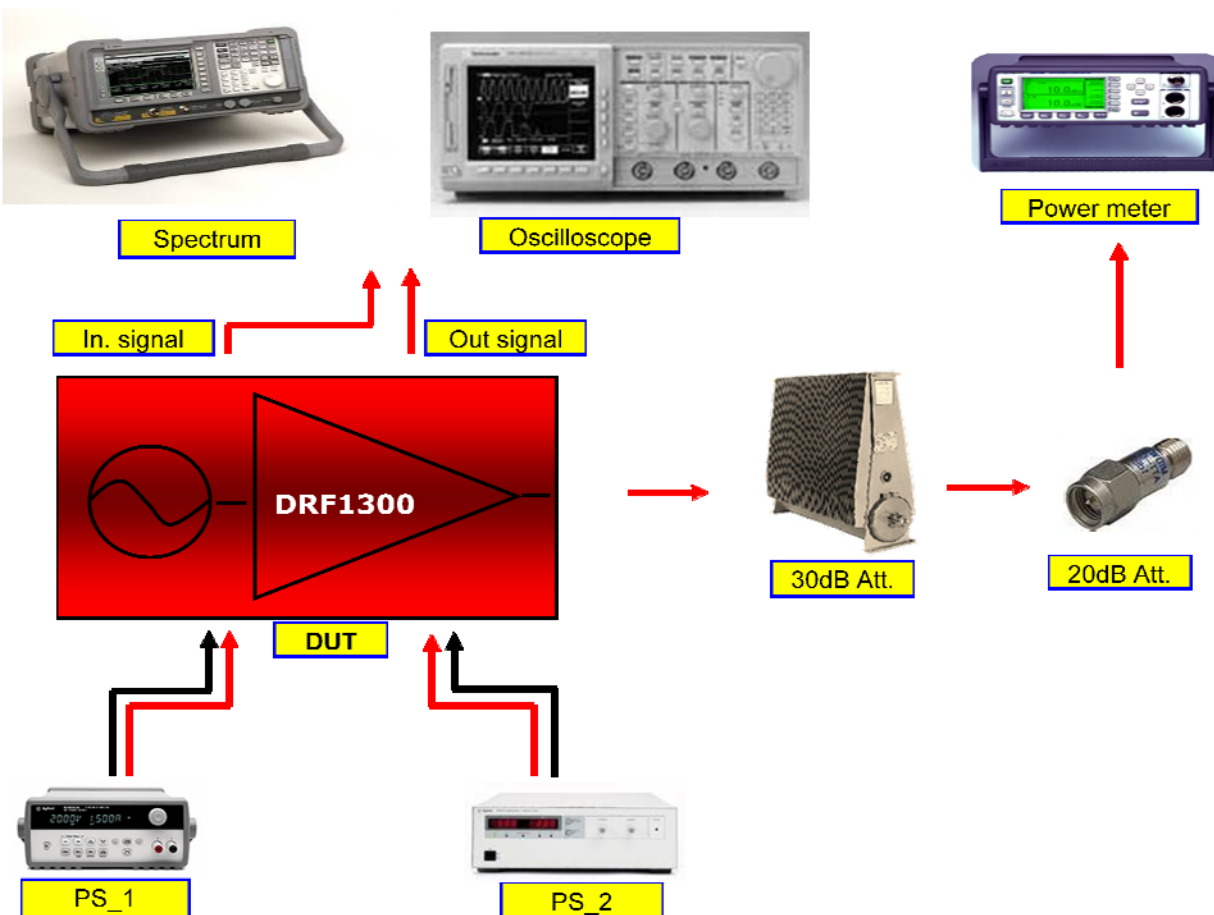 Spectrum
Oscilloscope
Power meter
In. signal
Out signal
DRF1300
30dB Att.
20dB Att.
DUT
PS_1
PS_2